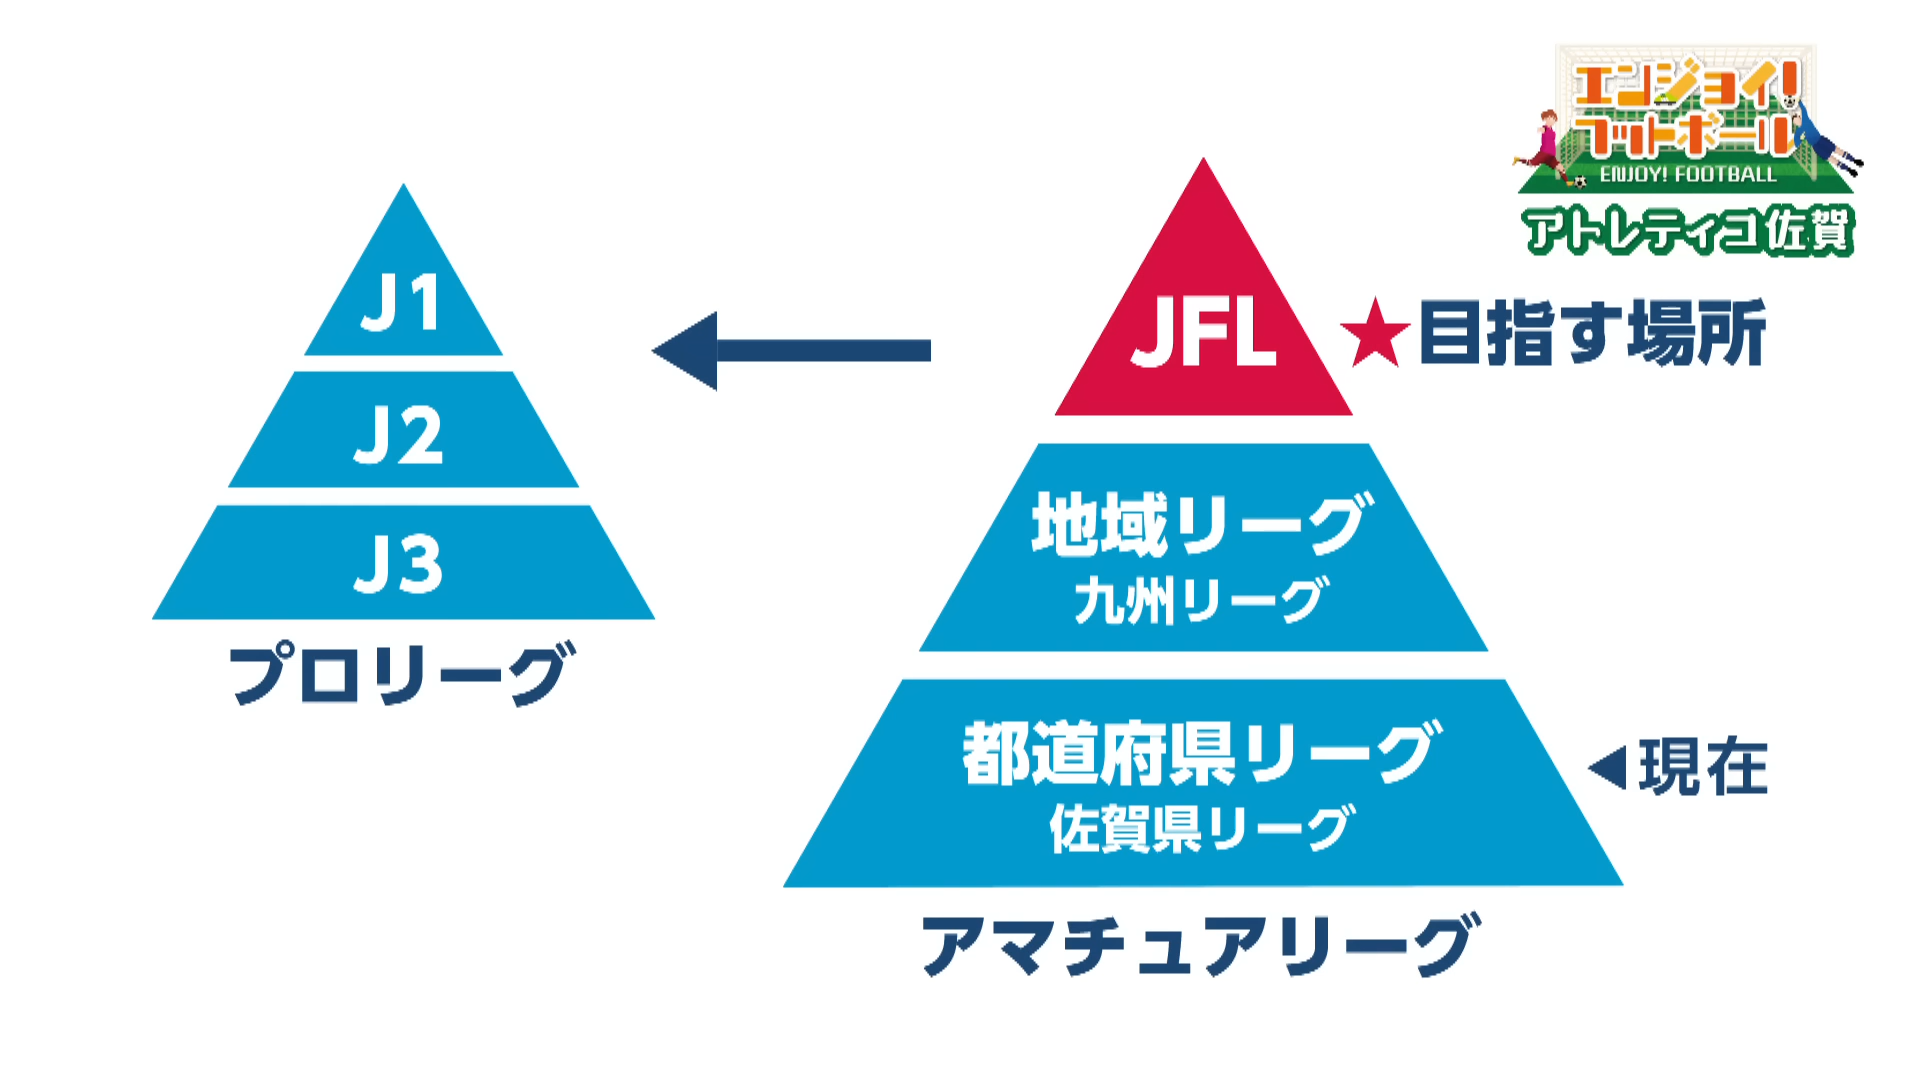 エンジョイ!
フットボール
ENJOY! FOOTBALL
アトレティコ佐賀
J1
J2
J3
プロリーグ
JFL
★目指す場所
地域リーグ
九州リーグ
都道府県リーグ
佐賀県リーグ
◀現在
アマチュアリーグ